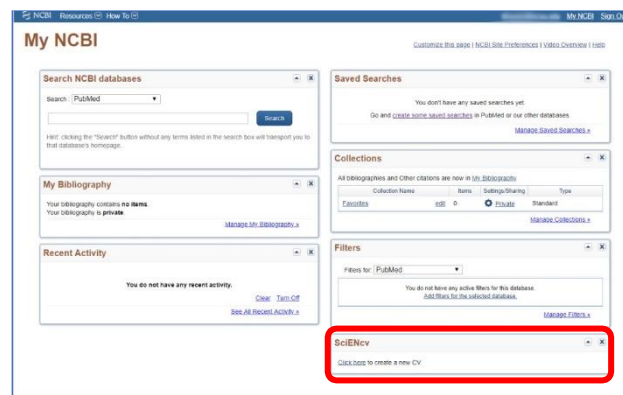 NCBI Resources How To My NCBI Sign Ou
My NCBI
Customize this page | NCBI Site Preferences | Video Overview | Help
Search NCBI databases
Search: PubMed
Search
Hint: clicking the "Search" button without any terms listed in the search box will transport you to
that database's homepage.
My Bibliography
Your bibliography contains no items.
Your bibliography is private.
Manage My Bibliography »
Recent Activity
You do not have any recent activity.
Clear Turn Off
See All Recent Activity »
Saved Searches
You don't have any saved searches yet.
Go and create some saved searches in PubMed or our other databases.
Manage Saved Searches »
Collections
All bibliographies and Other citations are now in My Bibliography
Collection Name Items Settings/Sharing Type
Favorites edit 0 Private Standard
Manage Collections »
Filters
Filters for: PubMed
You do not have any active filters for this database.
Add filters for the selected database.
Manage Filters »
SciENcv
Click here to create a new CV.